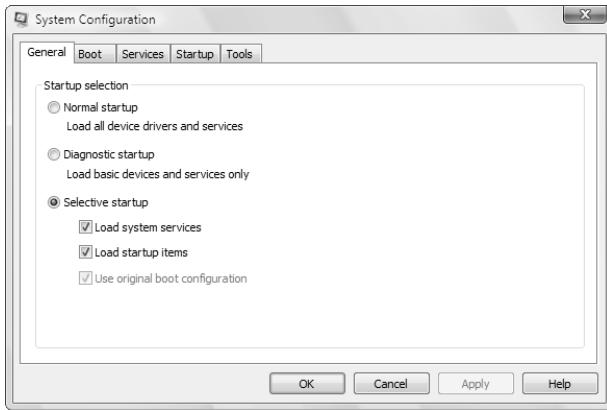 System Configuration
General Boot Services Startup Tools
Startup selection
Normal startup
Load all device drivers and services
Diagnostic startup
Load basic devices and services only
Selective startup
Load system services
Load startup items
Use original boot configuration
OK Cancel Apply Help